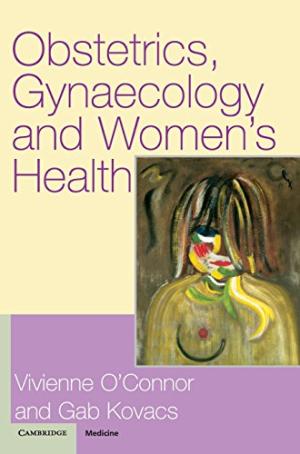 Obstetrics,
Gynaecology
and Women's
Health
Vivienne O'Connor
and Gab Kovacs
CAMBRIDGE Medicine